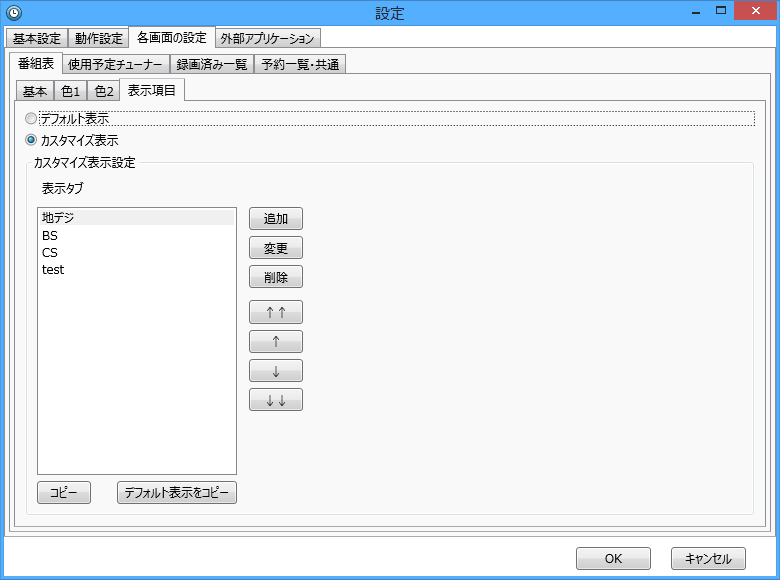 設定
基本設定 動作設定 各画面の設定 外部アプリケーション
番組表 使用予定チューナー 録画済み一覧 予約一覧・共通
基本 色1 色2 表示項目
デフォルト表示
カスタマイズ表示
カスタマイズ表示設定
表示タブ
地デジ
BS
CS
test
追加
変更
削除
↑↑
↑
↓
↓↓
コピー デフォルト表示をコピー
OK キャンセル